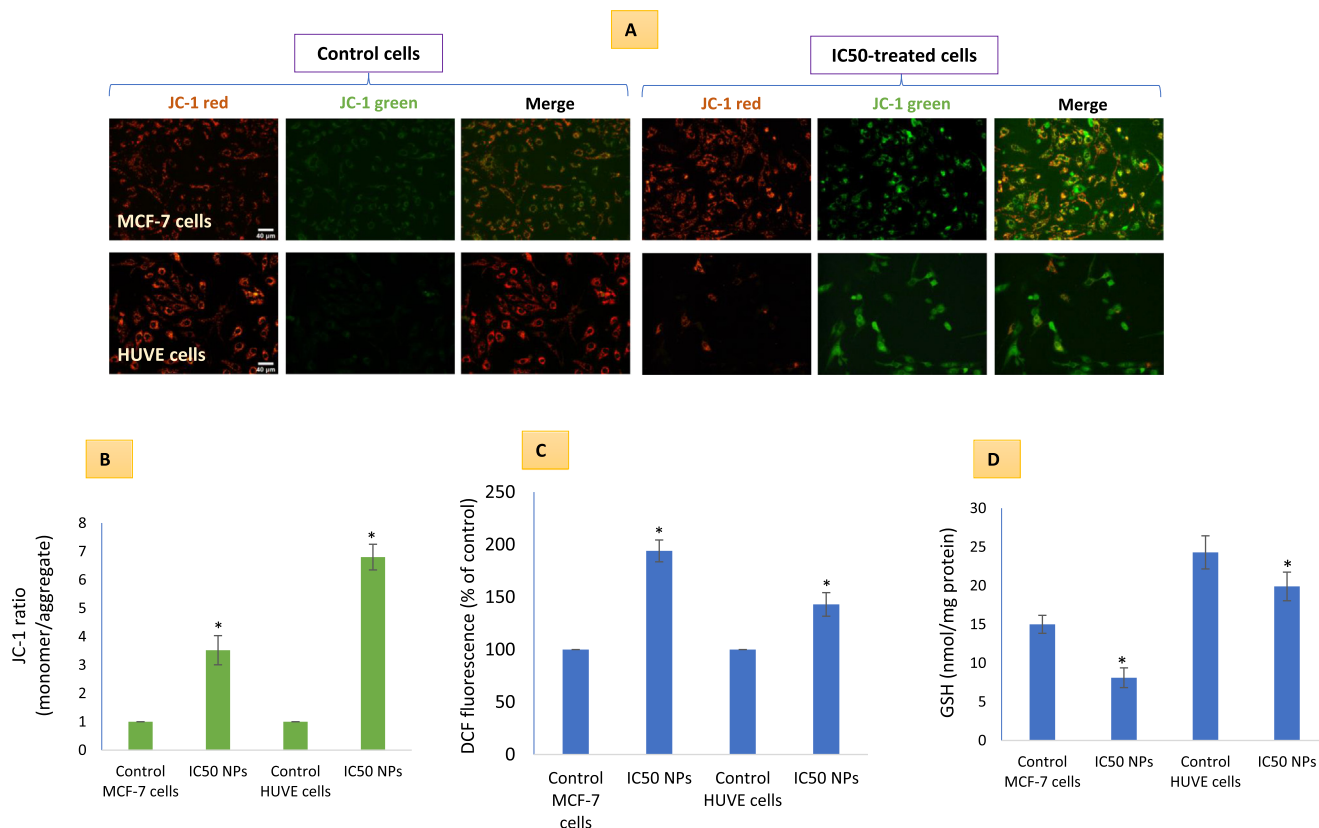 A
Control cells
IC50-treated cells
JC-1 red
JC-1 green
Merge
JC-1 red
JC-1 green
Merge
MCF-7 cells
40 μm
HUVE cells
40 μm
B
JC-1 ratio
(monomer/aggregate)
8
7
6
5
4
3
2
1
0
*
*
Control
MCF-7 cells
IC50 NPs
Control
HUVE cells
IC50 NPs
C
DCF fluorescence (% of control)
250
200
150
100
50
0
*
*
Control
MCF-7
cells
IC50 NPs
Control
HUVE cells
IC50 NPs
D
GSH (nmol/mg protein)
30
25
20
15
10
5
0
*
*
Control
MCF-7 cells
IC50 NPs
Control
HUVE cells
IC50 NPs